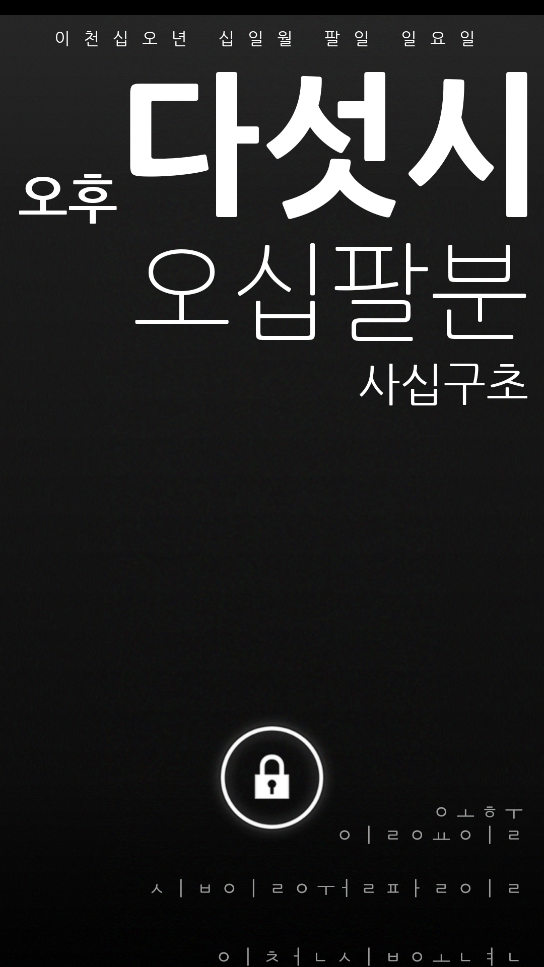 이천십오년 십일월 팔일 일요일
오후 다섯시
오십팔분
사십구초
ㅇㅗㅎㅜ
ㅇㅣㄹㅇㅛㅇㅣㄹ
ㅅㅣㅂㅇㅣㄹㅇㅜㅓㄹㅍㅏㄹㅇㅣㄹ
ㅇㅣㅊㅓㄴㅅㅣㅂㅇㅗㄴㅕㄴ